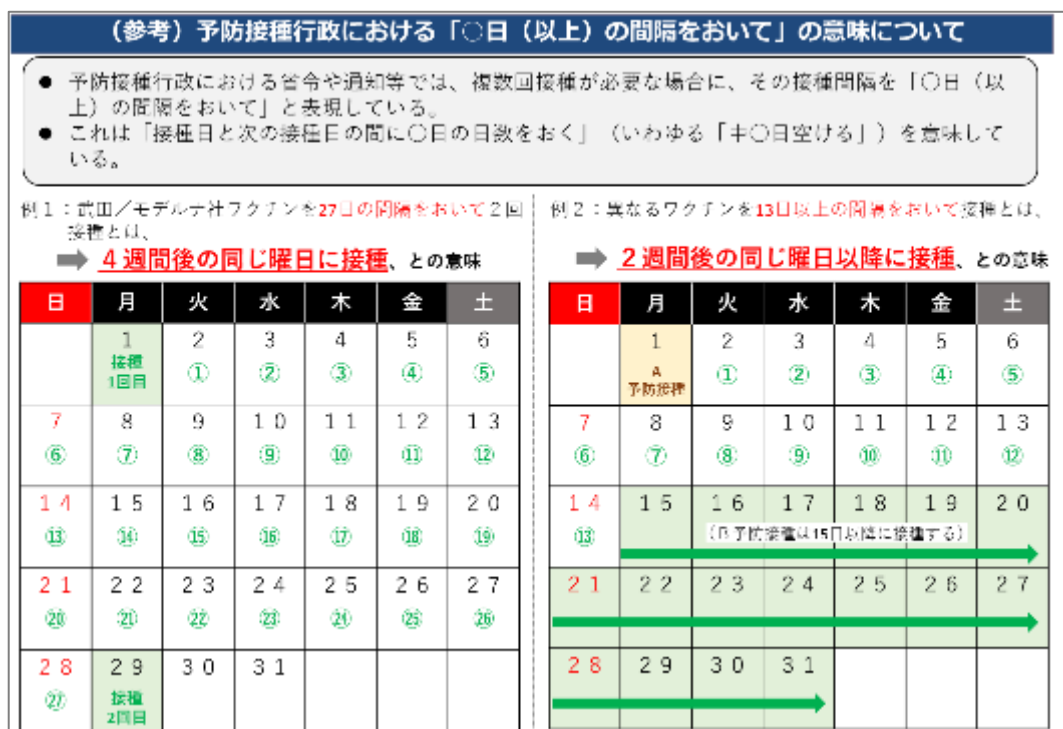 （参考）予防接種行政における「○日（以上）の間隔をおいて」の意味について
● 予防接種行政における省令や通知等では、複数回接種が必要な場合に、その接種間隔を「○日（以
上）の間隔をおいて」と表現している。
● これは「接種日と次の接種日の間に○日の日数をおく」（いわゆる「中○日空ける」）を意味して
いる。
例１：武田／モデルナ社ワクチンを27日の間隔をおいて２回
接種とは、
➡ ４週間後の同じ曜日に接種、との意味
日 月 火 水 木 金 土
1 2 3 4 5 6
接種
1回目 ① ② ③ ④ ⑤
7 8 9 10 11 12 13
⑥ ⑦ ⑧ ⑨ ⑩ ⑪ ⑫
14 15 16 17 18 19 20
⑬ ⑭ ⑮ ⑯ ⑰ ⑱ ⑲
21 22 23 24 25 26 27
⑳ ㉑ ㉒ ㉓ ㉔ ㉕ ㉖
28 29 30 31
㉗ 接種
2回目
例２：異なるワクチンを13日以上の間隔をおいて接種とは、
➡ ２週間後の同じ曜日以降に接種、との意味
日 月 火 水 木 金 土
1 2 3 4 5 6
A
予防接種 ① ② ③ ④ ⑤
7 8 9 10 11 12 13
⑥ ⑦ ⑧ ⑨ ⑩ ⑪ ⑫
14 15 16 17 18 19 20
⑬ （B予防接種は15日以降に接種する）
21 22 23 24 25 26 27
28 29 30 31